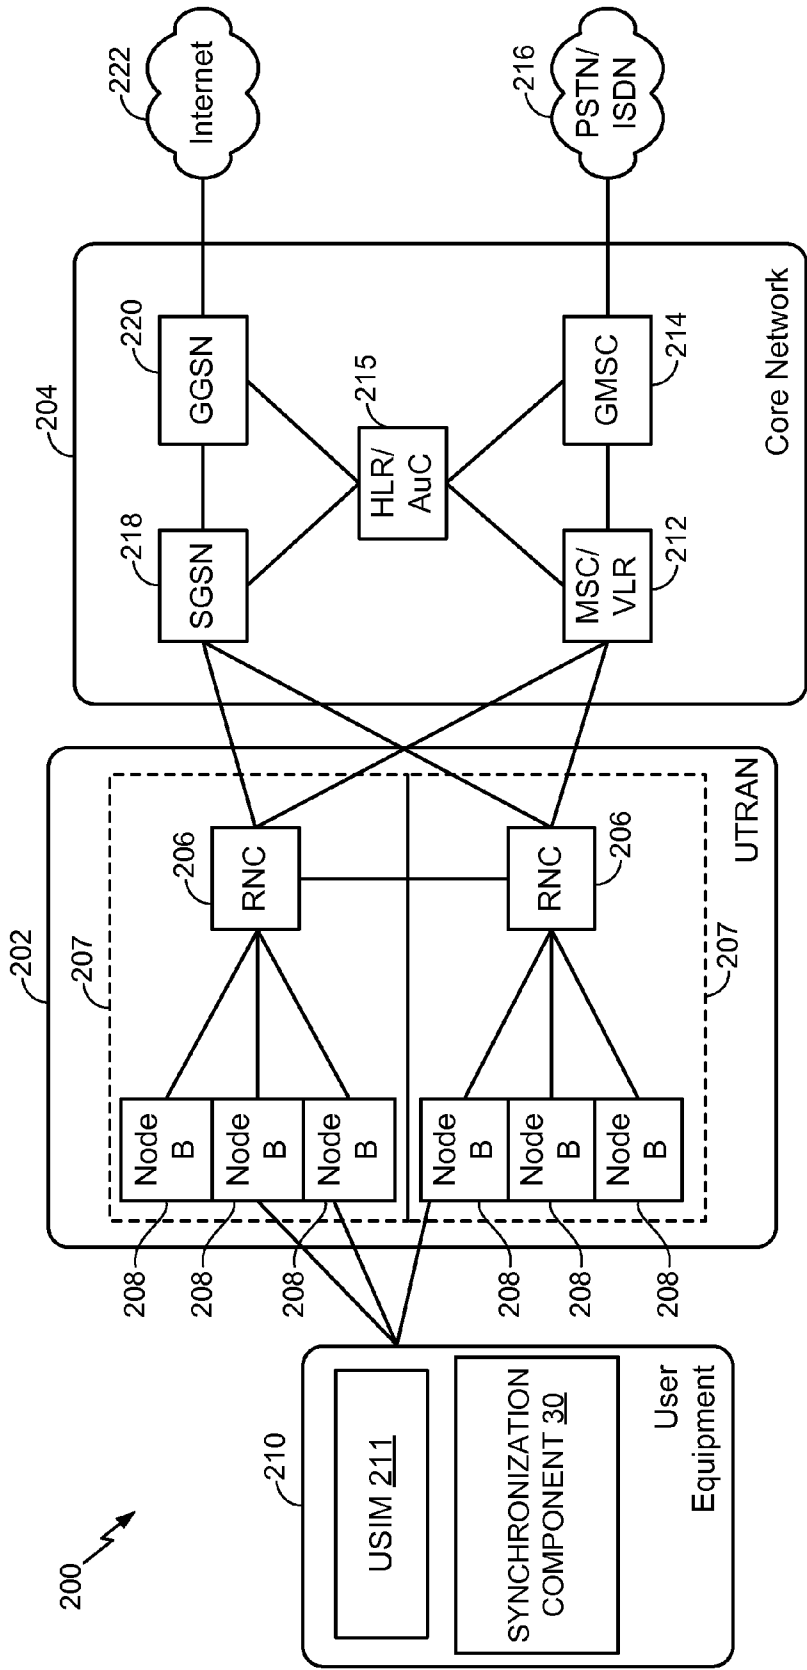 200
210
USIM 211
SYNCHRONIZATION
COMPONENT 30
User
Equipment
202
207
208
208
208
208
208
208
Node
B
Node
B
Node
B
Node
B
Node
B
Node
B
206
RNC
RNC
206
207
UTRAN
204
218
SGSN
220
GGSN
215
HLR/
AuC
MSC/
VLR
212
GMSC
214
Core Network
222
Internet
216
PSTN/
ISDN